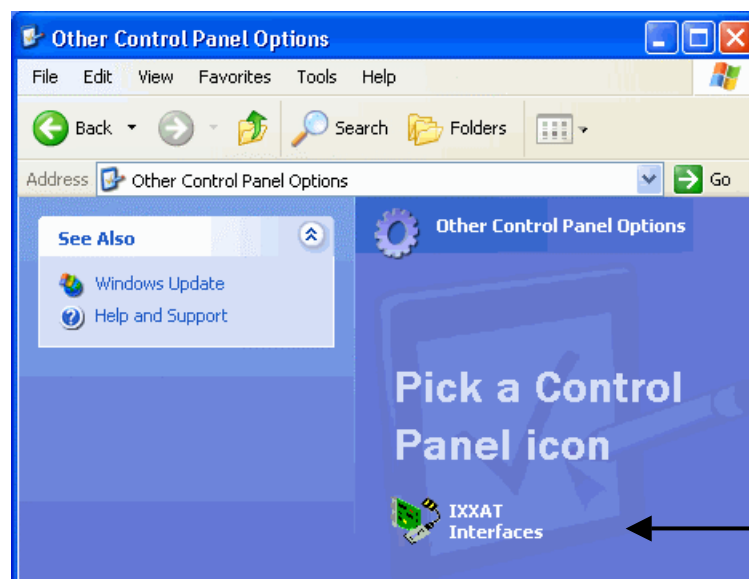 Other Control Panel Options
File Edit View Favorites Tools Help
Back Search Folders
Address Other Control Panel Options Go
See Also
Windows Update
Help and Support
Other Control Panel Options
Pick a Control
Panel icon
IXXAT
Interfaces